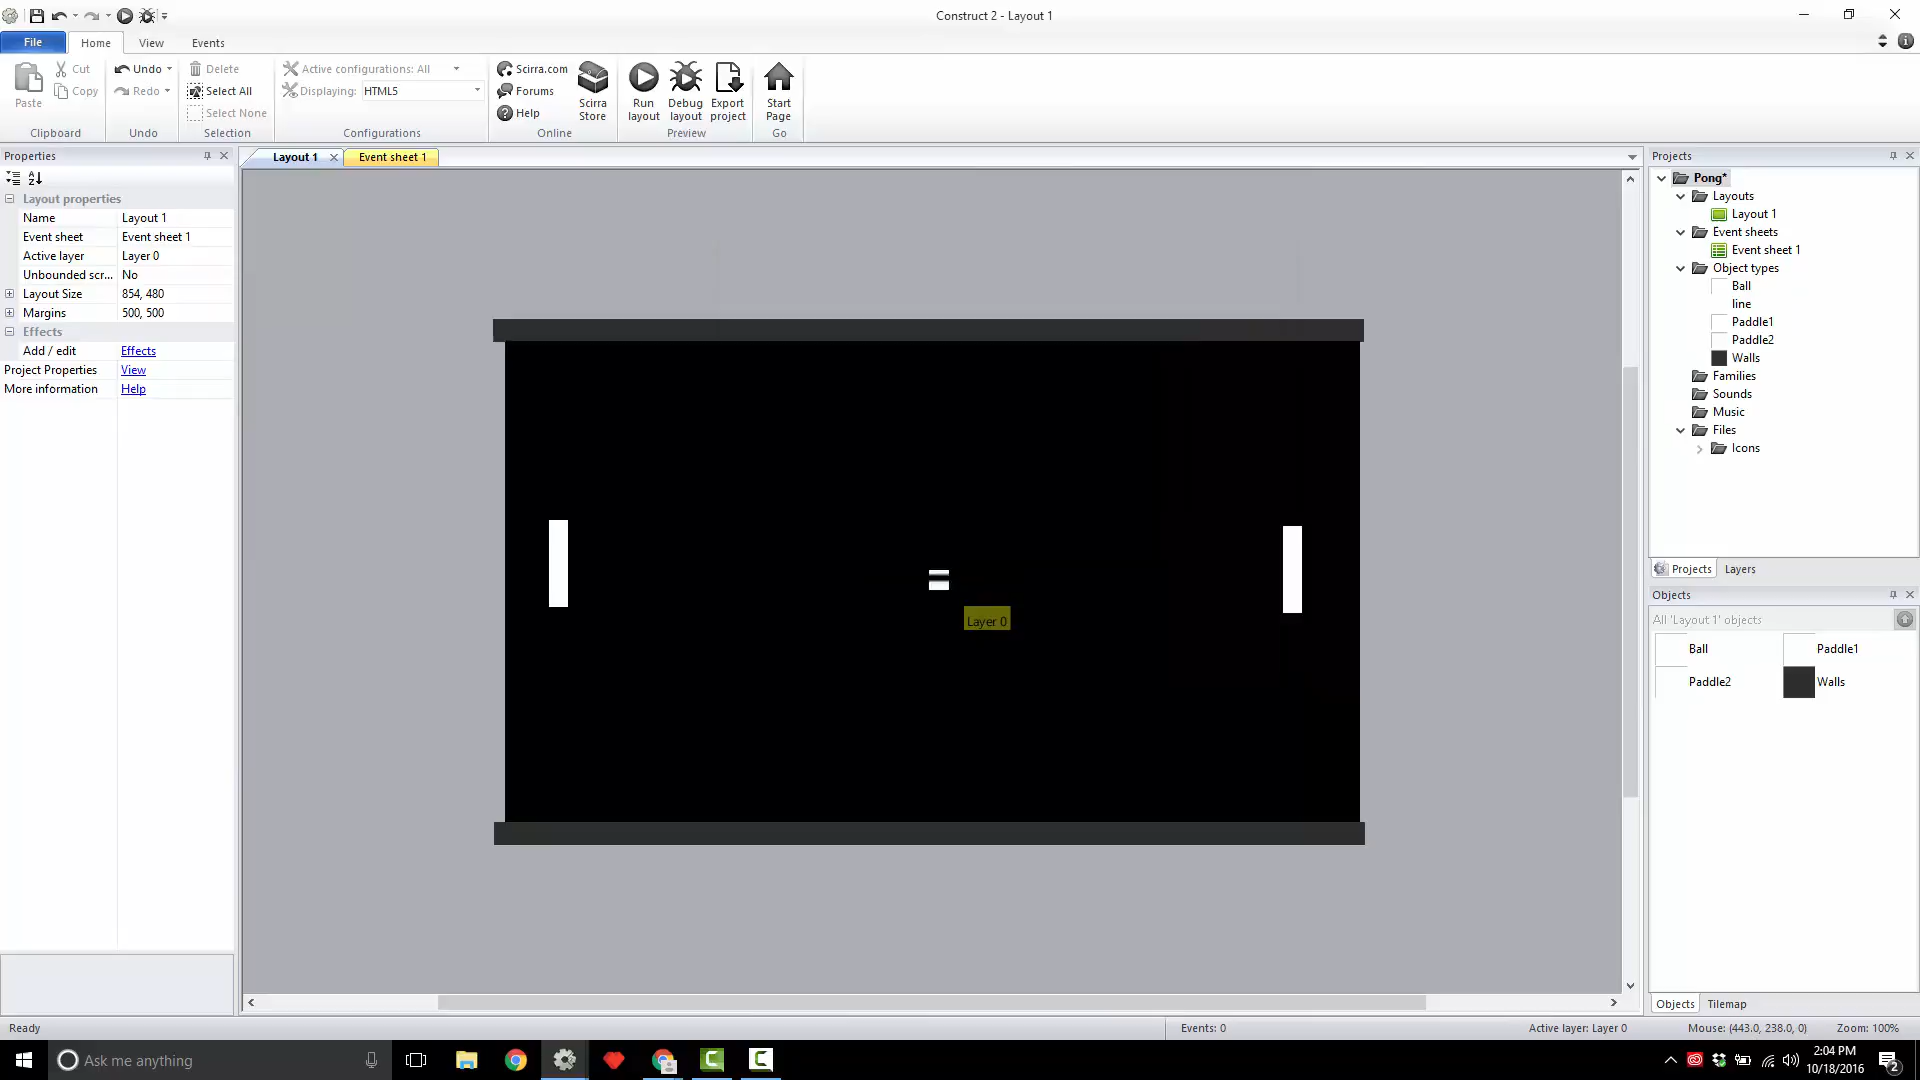 Construct 2 - Layout 1
File
Home
View
Events
Paste
Cut
Copy
Clipboard
Undo
Redo
Undo
Delete
Select All
Select None
Selection
Active configurations: All
Displaying: HTML5
Configurations
Scirra.com
Forums
Help
Online
Scirra Store
Run layout
Debug layout
Export project
Preview
Start Page
Go
Properties
Layout 1
Event sheet 1
Projects
Layout properties
Name Layout 1
Event sheet Event sheet 1
Active layer Layer 0
Unbounded scr... No
Layout Size 854, 480
Margins 500, 500
Effects
Add / edit Effects
Project Properties View
More information Help
Layer 0
Pong*
Layouts
Layout 1
Event sheets
Event sheet 1
Object types
Ball
line
Paddle1
Paddle2
Walls
Families
Sounds
Music
Files
Icons
Projects Layers
Objects
All 'Layout 1' objects
Ball Paddle1
Paddle2 Walls
Objects Tilemap
Ready Events: 0 Active layer: Layer 0 Mouse: (443.0, 238.0, 0) Zoom: 100%
Ask me anything
2:04 PM
10/18/2016
2